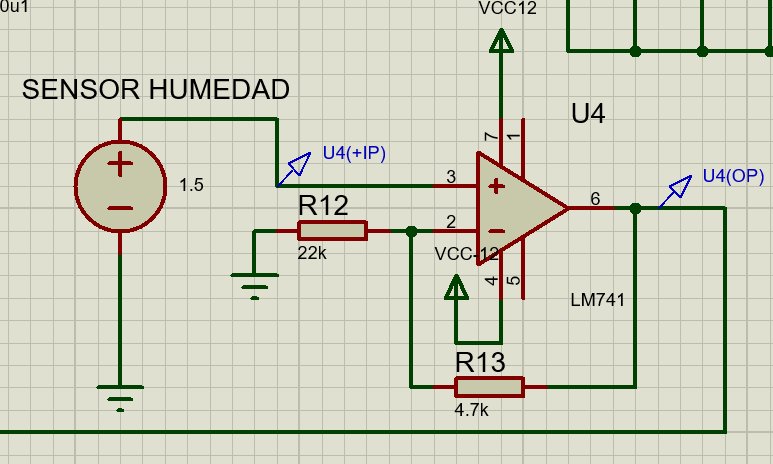 0u1
VCC12
SENSOR HUMEDAD
U4
7
1
U4(+IP)
1.5
3
U4(OP)
R12
6
2
22k
VCC-12
4
5
LM741
R13
4.7k